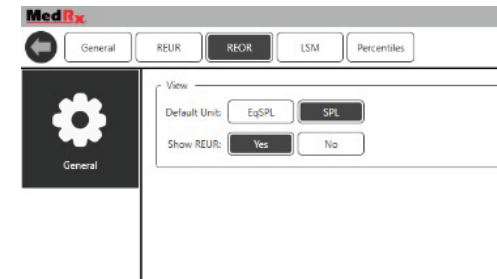 MedRx
General REUR REOR LSM Percentiles
View
Default Unit: EqSPL SPL
Show REUR: Yes No
General